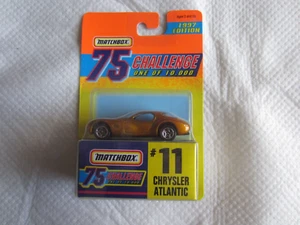 1997
EDITION
MATCHBOX
75 CHALLENGE
ONE OF 10,000
MATCHBOX
75 CHALLENGE
#11
CHRYSLER
ATLANTIC